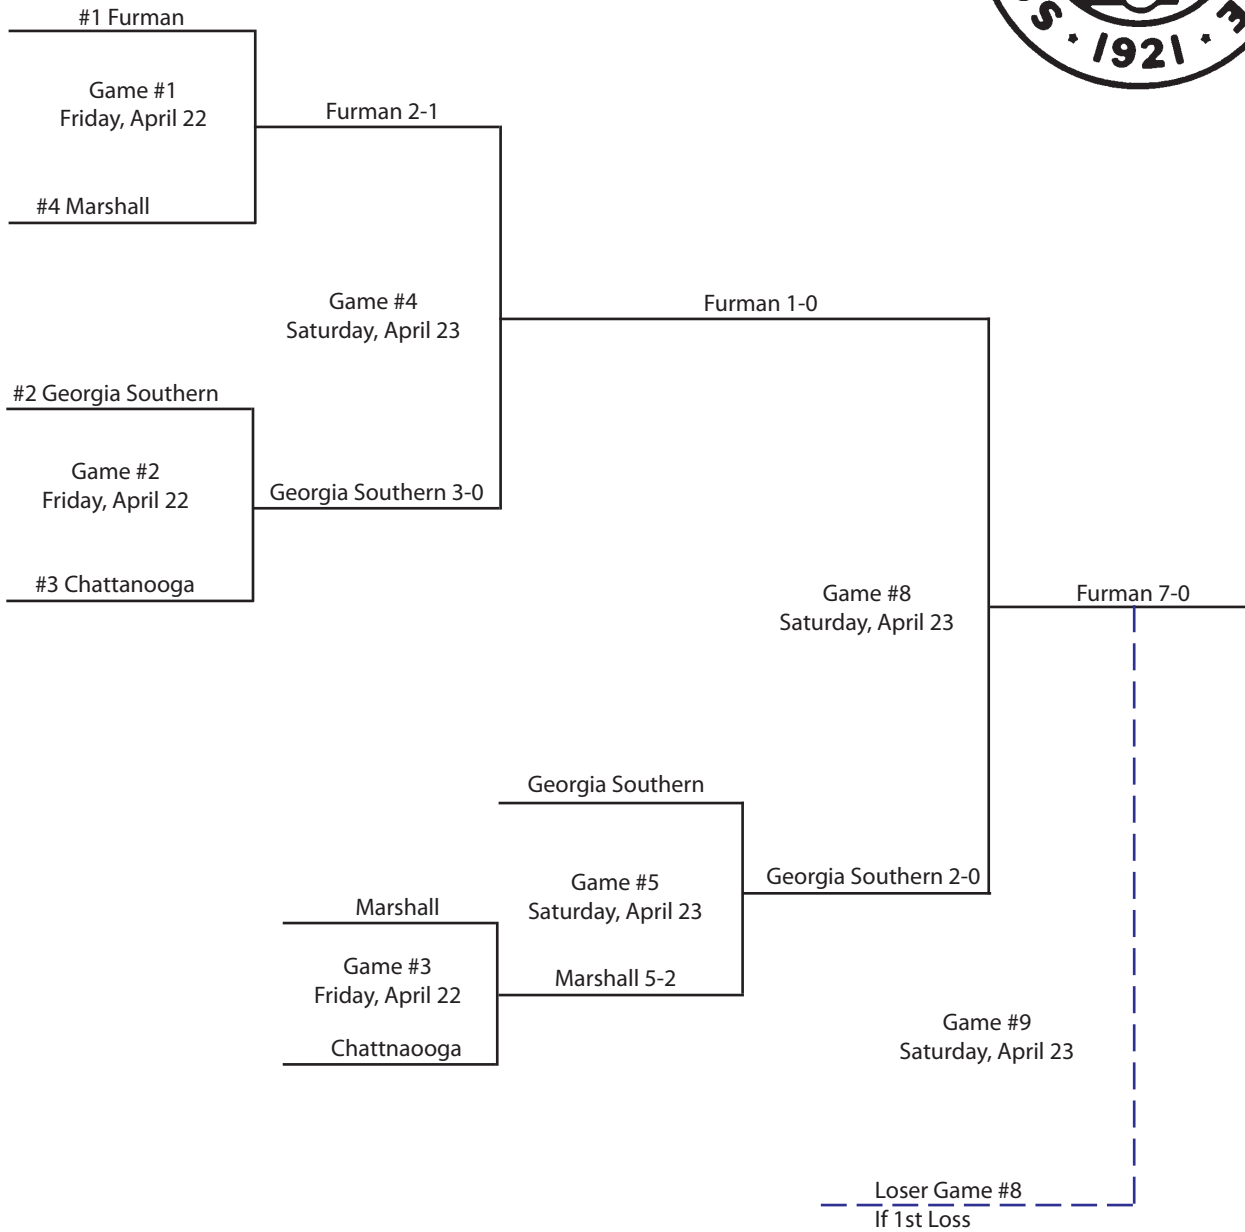 #1 Furman
Game #1
Friday, April 22
Furman 2-1
#4 Marshall
Game #4
Saturday, April 23
Furman 1-0
#2 Georgia Southern
Game #2
Friday, April 22
Georgia Southern 3-0
#3 Chattanooga
Game #8
Saturday, April 23
Furman 7-0
Georgia Southern
Game #5
Saturday, April 23
Georgia Southern 2-0
Marshall
Game #3
Friday, April 22
Marshall 5-2
Chattnaooga
Game #9
Saturday, April 23
Loser Game #8
If 1st Loss
1921